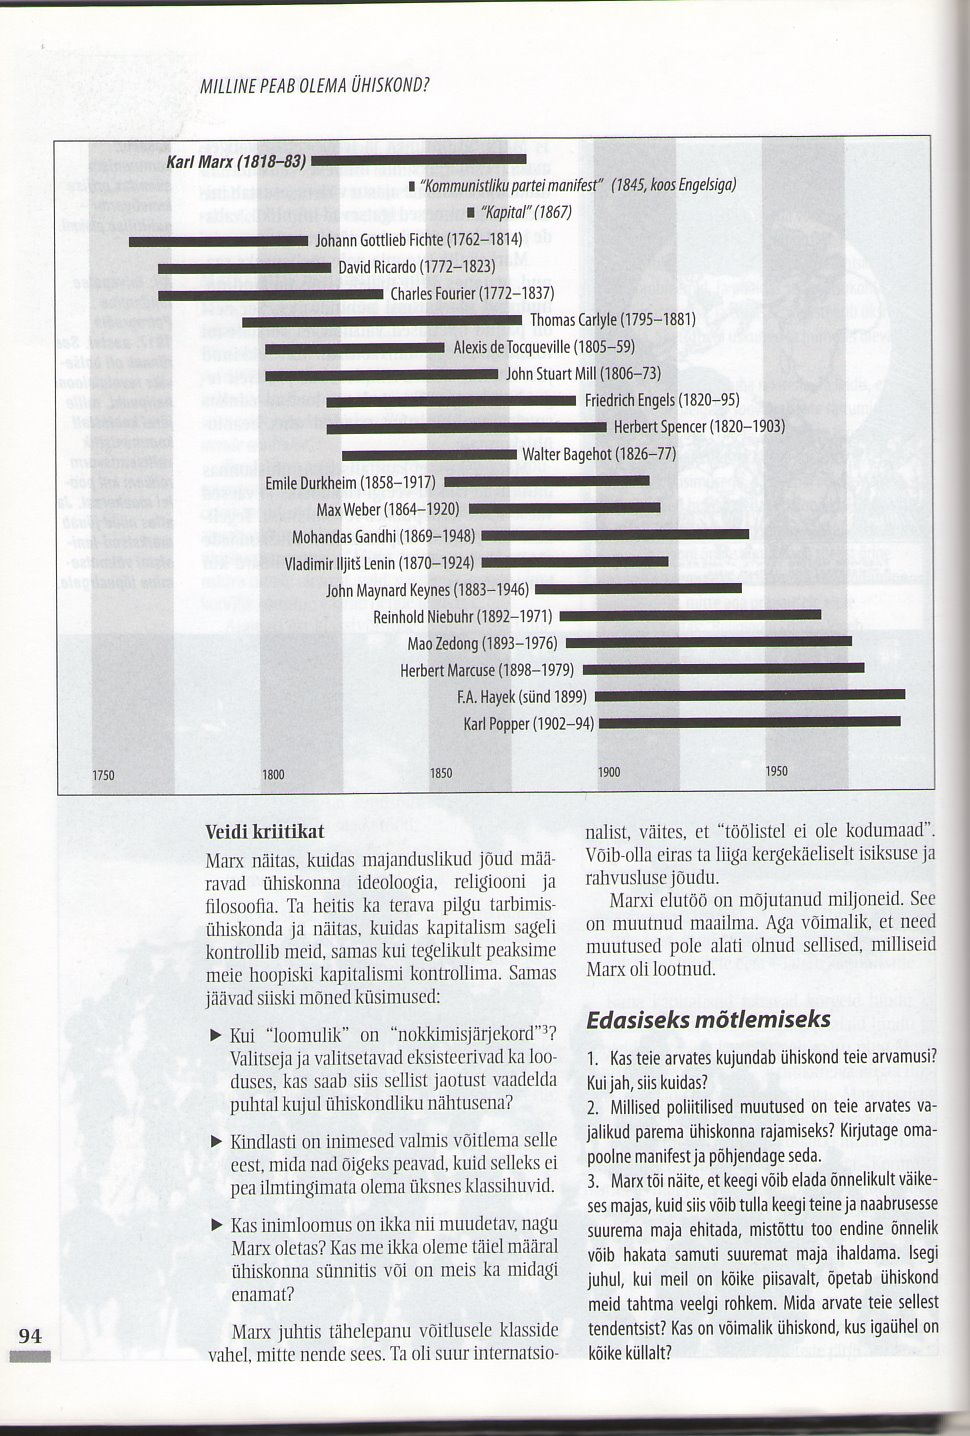 MILLINE PEAB OLEMA ÜHISKOND?
Karl Marx (1818–83)
"Kommunistliku partei manifest" (1845, koos Engelsiga)
"Kapital" (1867)
Johann Gottlieb Fichte (1762–1814)
David Ricardo (1772–1823)
Charles Fourier (1772–1837)
Thomas Carlyle (1795–1881)
Alexis de Tocqueville (1805–59)
John Stuart Mill (1806–73)
Friedrich Engels (1820–95)
Herbert Spencer (1820–1903)
Walter Bagehot (1826–77)
Emile Durkheim (1858–1917)
Max Weber (1864–1920)
Mohandas Gandhi (1869–1948)
Vladimir Iljitš Lenin (1870–1924)
John Maynard Keynes (1883–1946)
Reinhold Niebuhr (1892–1971)
Mao Zedong (1893–1976)
Herbert Marcuse (1898–1979)
F.A. Hayek (sünd 1899)
Karl Popper (1902–94)
1750 1800 1850 1900 1950
Veidi kriitikat
Marx näitas, kuidas majanduslikud jõud mää-
ravad ühiskonna ideoloogia, religiooni ja
filosoofia. Ta heitis ka terava pilgu tarbimis-
ühiskonda ja näitas, kuidas kapitalism sageli
kontrollib meid, samas kui tegelikult peaksime
meie hoopiski kapitalismi kontrollima. Samas
jäävad siiski mõned küsimused:
► Kui "loomulik" on "nokkimisjärjekord"³?
Valitseja ja valitsetavad eksisteerivad ka loo-
duses, kas saab siis sellist jaotust vaadelda
puhtal kujul ühiskondliku nähtusena?
► Kindlasti on inimesed valmis võitlema selle
eest, mida nad õigeks peavad, kuid selleks ei
pea ilmtingimata olema üksnes klassihuvid.
► Kas inimloomus on ikka nii muudetav, nagu
Marx oletas? Kas me ikka oleme täiel määral
ühiskonna sünnitis või on meis ka midagi
enamat?
Marx juhtis tähelepanu võitlusele klasside
vahel, mitte nende sees. Ta oli suur internatsio-
nalist, väites, et "töölistel ei ole kodumaad".
Võib-olla eiras ta liiga kergekäeliselt isiksuse ja
rahvusluse jõudu.
Marxi elutöö on mõjutanud miljoneid. See
on muutnud maailma. Aga võimalik, et need
muutused pole alati olnud sellised, milliseid
Marx oli lootnud.
Edasiseks mõtlemiseks
1. Kas teie arvates kujundab ühiskond teie arvamusi?
Kui jah, siis kuidas?
2. Millised poliitilised muutused on teie arvates va-
jalikud parema ühiskonna rajamiseks? Kirjutage oma-
poolne manifest ja põhjendage seda.
3. Marx tõi näite, et keegi võib elada õnnelikult väike-
ses majas, kuid siis võib tulla keegi teine ja naabrusesse
suurema maja ehitada, mistõttu too endine õnnelik
võib hakata samuti suuremat maja ihaldama. Isegi
juhul, kui meil on kõike piisavalt, õpetab ühiskond
meid tahtma veelgi rohkem. Mida arvate teie sellest
tendentsist? Kas on võimalik ühiskond, kus igaühel on
kõike küllalt?
94